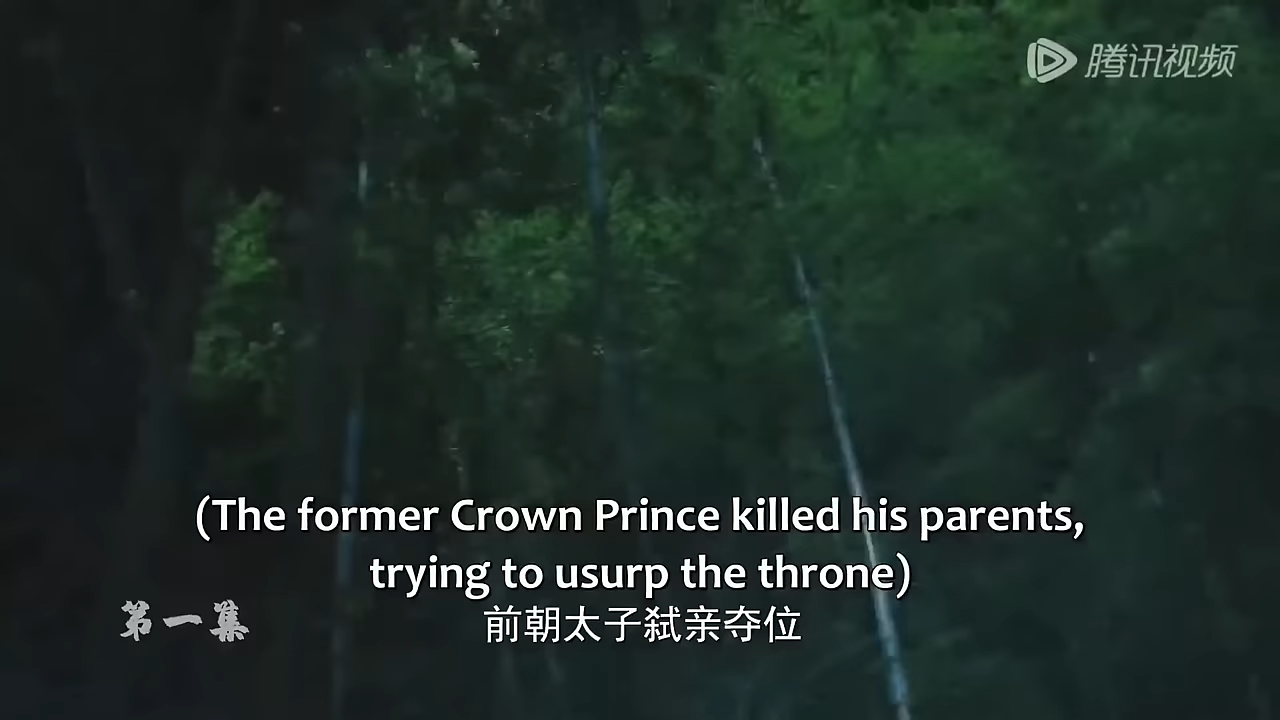 腾讯视频
(The former Crown Prince killed his parents,
trying to usurp the throne)
前朝太子弑亲夺位
第一集